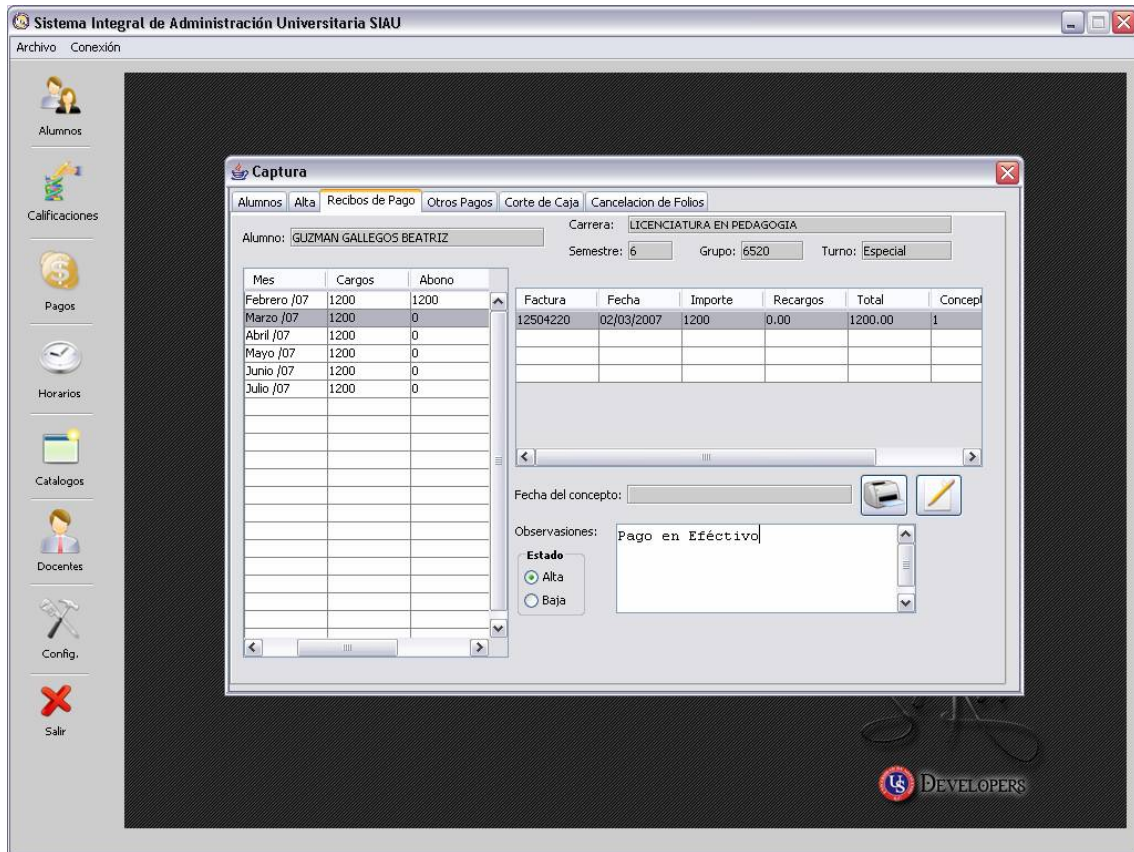 Sistema Integral de Administración Universitaria SIAU
Archivo Conexión
Alumnos
Calificaciones
Pagos
Horarios
Catalogos
Docentes
Config.
Salir
Captura
Alumnos Alta Recibos de Pago Otros Pagos Corte de Caja Cancelacion de Folios
Alumno: GUZMAN GALLEGOS BEATRIZ
Carrera: LICENCIATURA EN PEDAGOGIA
Semestre: 6 Grupo: 6520 Turno: Especial
Mes Cargos Abono
Febrero /07 1200 1200
Marzo /07 1200 0
Abril /07 1200 0
Mayo /07 1200 0
Junio /07 1200 0
Julio /07 1200 0
Factura Fecha Importe Recargos Total Concep
12504220 02/03/2007 1200 0.00 1200.00 1
Fecha del concepto:
Observasiones:
Pago en Eféctivo
Estado
Alta
Baja
US DEVELOPERS